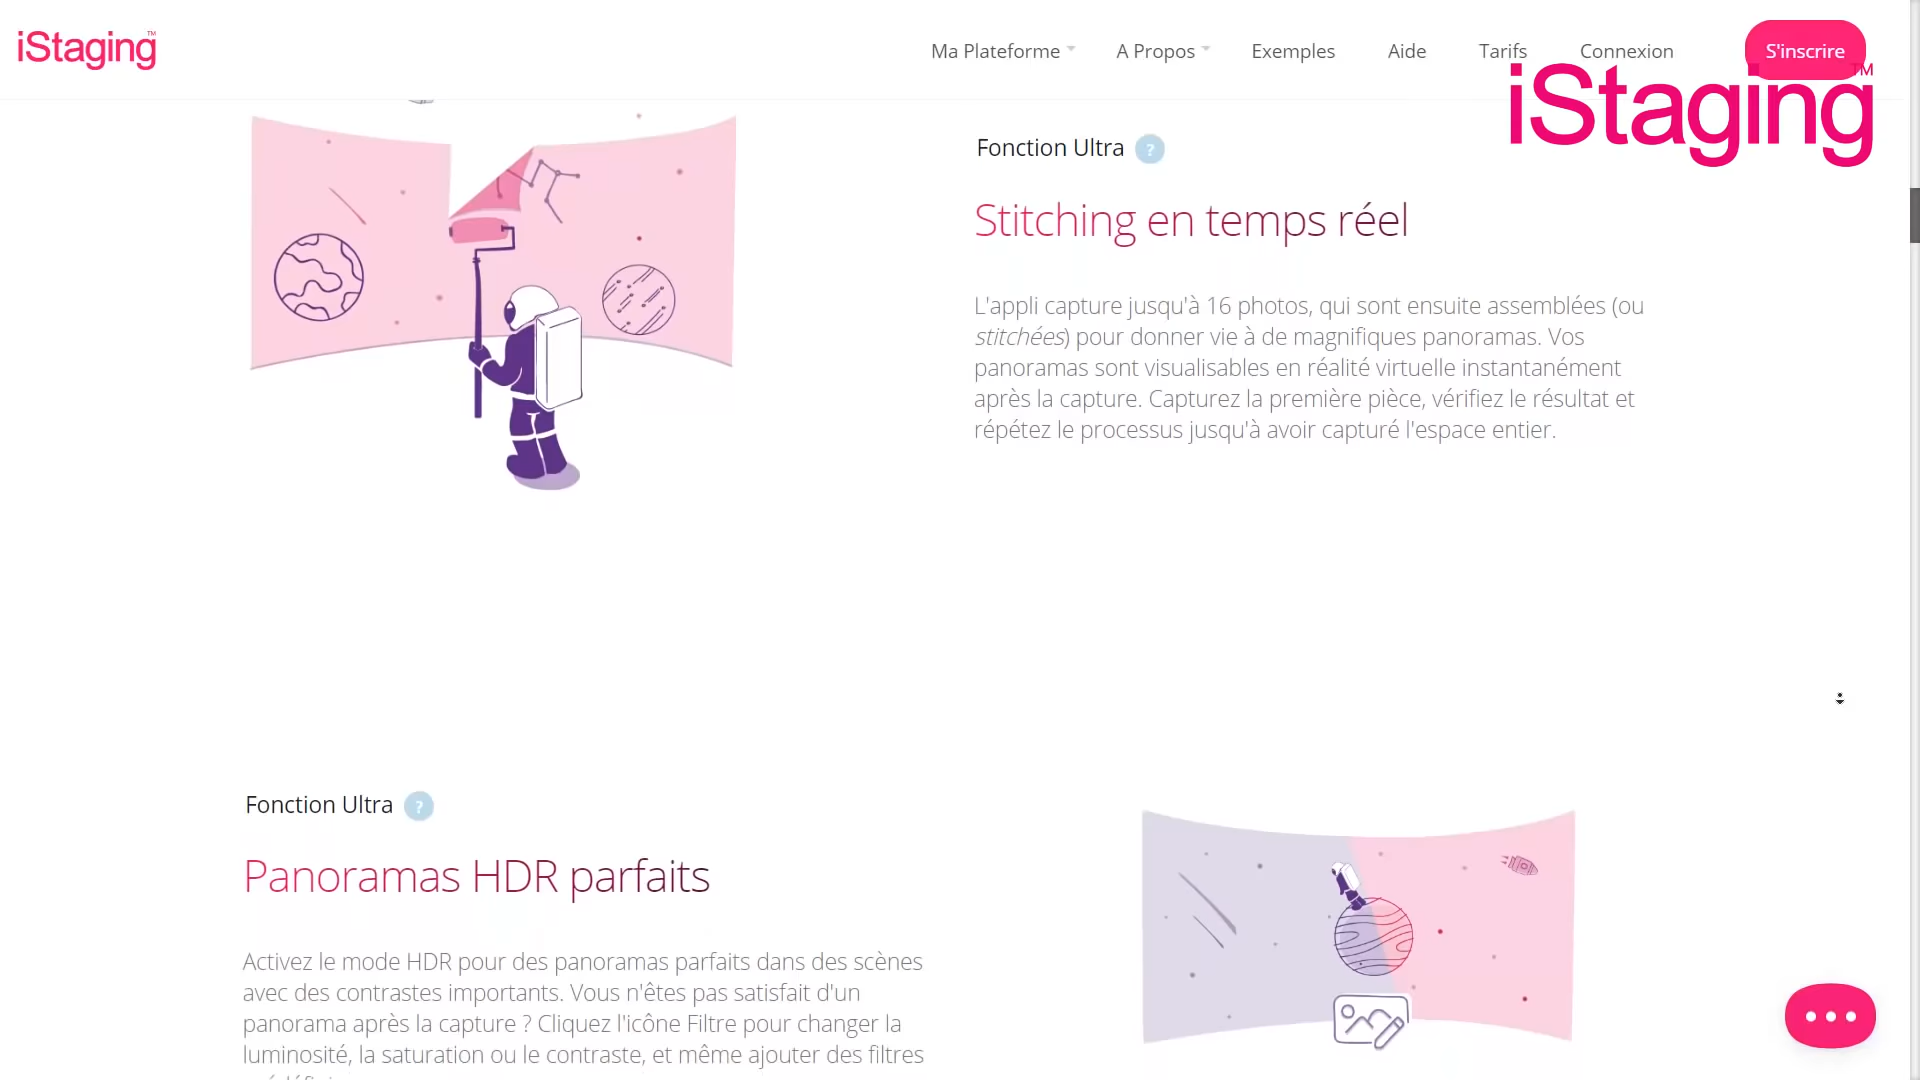 iStaging™
Ma Plateforme
A Propos
Exemples
Aide
Tarifs
Connexion
S'inscrire
iStaging™
Fonction Ultra ?
Stitching en temps réel
L'appli capture jusqu'à 16 photos, qui sont ensuite assemblées (ou
stitchées) pour donner vie à de magnifiques panoramas. Vos
panoramas sont visualisables en réalité virtuelle instantanément
après la capture. Capturez la première pièce, vérifiez le résultat et
répétez le processus jusqu'à avoir capturé l'espace entier.
Fonction Ultra ?
Panoramas HDR parfaits
Activez le mode HDR pour des panoramas parfaits dans des scènes
avec des contrastes importants. Vous n'êtes pas satisfait d'un
panorama après la capture ? Cliquez l'icône Filtre pour changer la
luminosité, la saturation ou le contraste, et même ajouter des filtres